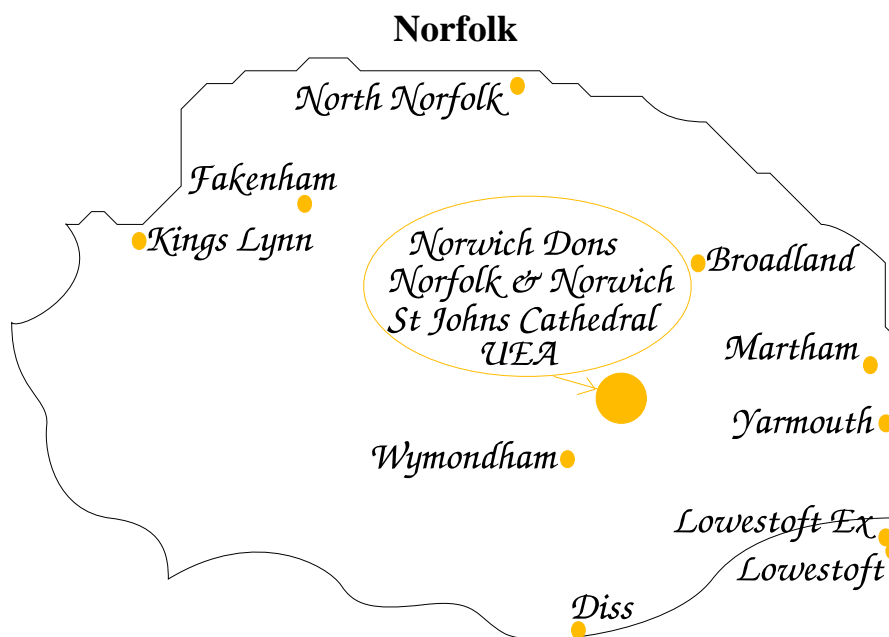 Norfolk
North Norfolk
Fakenham
Kings Lynn
Norwich Dons
Norfolk & Norwich
St Johns Cathedral
UEA
Broadland
Martham
Yarmouth
Wymondham
Lowestoft Ex
Lowestoft
Diss